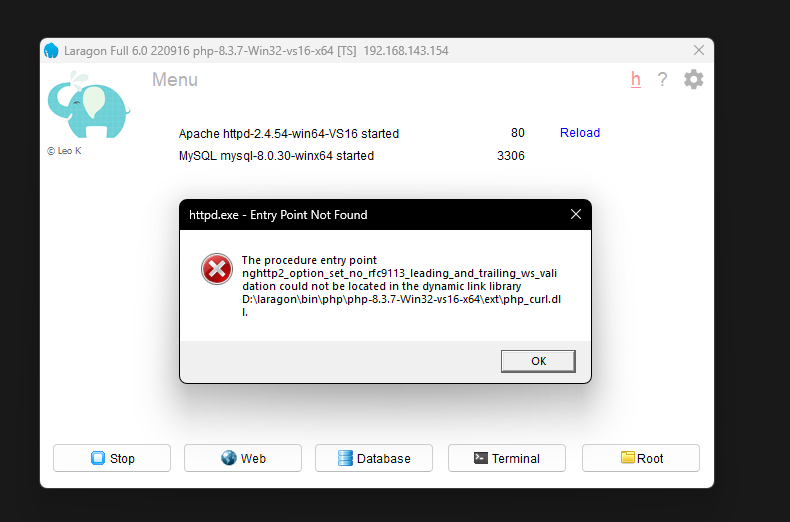 Laragon Full 6.0 220916 php-8.3.7-Win32-vs16-x64 [TS] 192.168.143.154
Menu
h ?
© Leo K
Apache httpd-2.4.54-win64-VS16 started 80 Reload
MySQL mysql-8.0.30-winx64 started 3306
httpd.exe - Entry Point Not Found
The procedure entry point
nghttp2_option_set_no_rfc9113_leading_and_trailing_ws_vali
dation could not be located in the dynamic link library
D:\laragon\bin\php\php-8.3.7-Win32-vs16-x64\ext\php_curl.dl
l.
OK
Stop Web Database Terminal Root